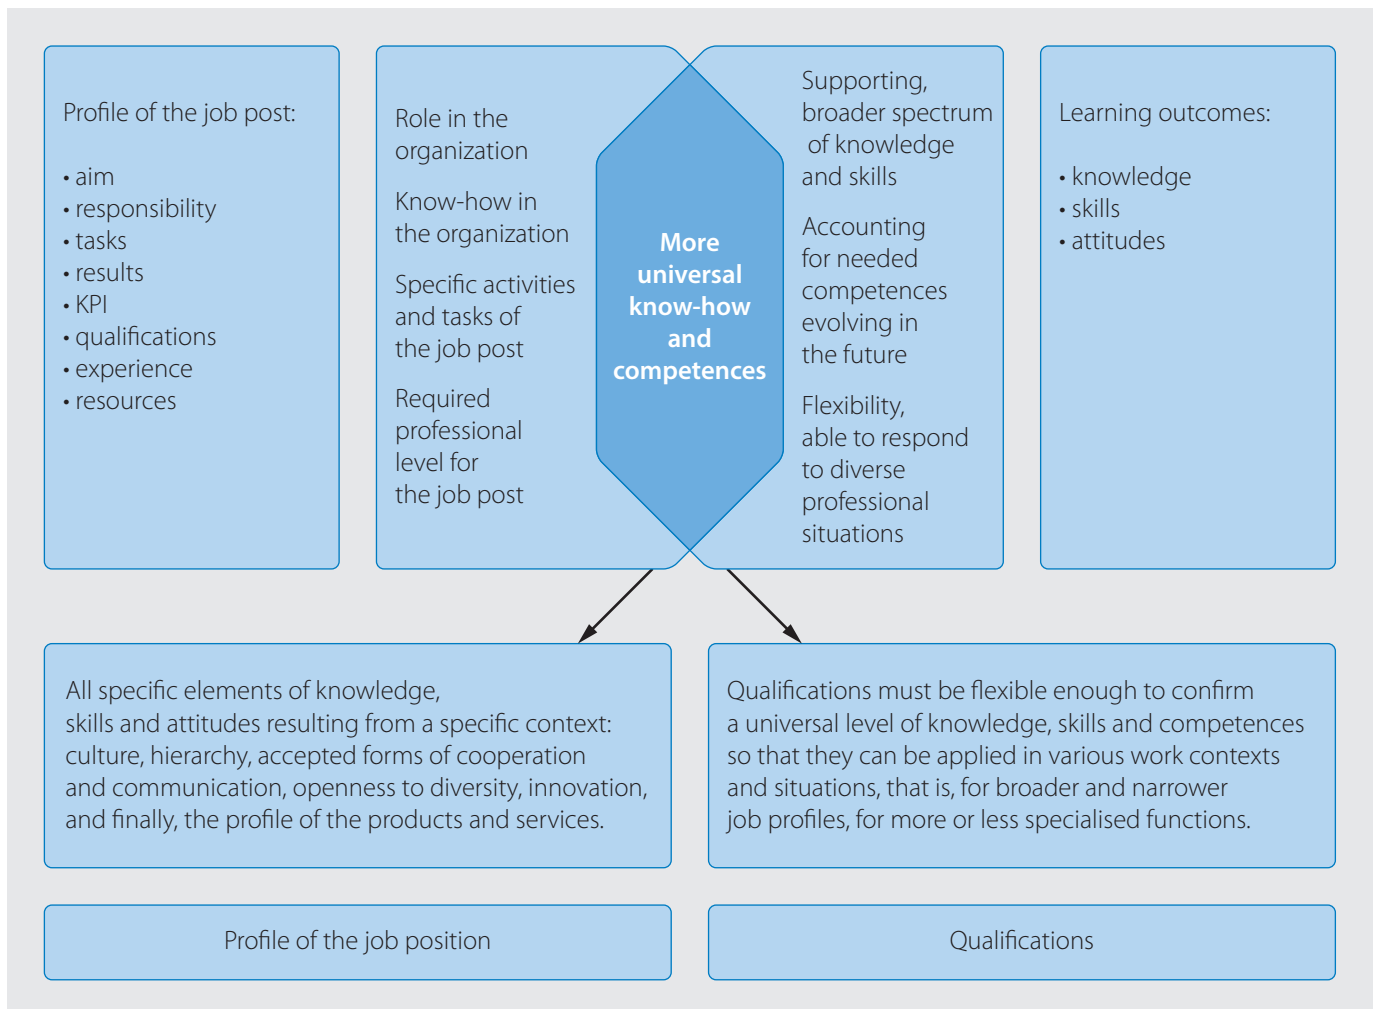 Profile of the job post:
• aim
• responsibility
• tasks
• results
• KPI
• qualifications
• experience
• resources
Role in the
organization
Know-how in
the organization
Specific activities
and tasks of
the job post
Required
professional
level for
the job post
More
universal
know-how
and
competences
Supporting,
broader spectrum
of knowledge
and skills
Accounting
for needed
competences
evolving in
the future
Flexibility,
able to respond
to diverse
professional
situations
Learning outcomes:
• knowledge
• skills
• attitudes
All specific elements of knowledge,
skills and attitudes resulting from a specific context:
culture, hierarchy, accepted forms of cooperation
and communication, openness to diversity, innovation,
and finally, the profile of the products and services.
Qualifications must be flexible enough to confirm
a universal level of knowledge, skills and competences
so that they can be applied in various work contexts
and situations, that is, for broader and narrower
job profiles, for more or less specialised functions.
Profile of the job position
Qualifications